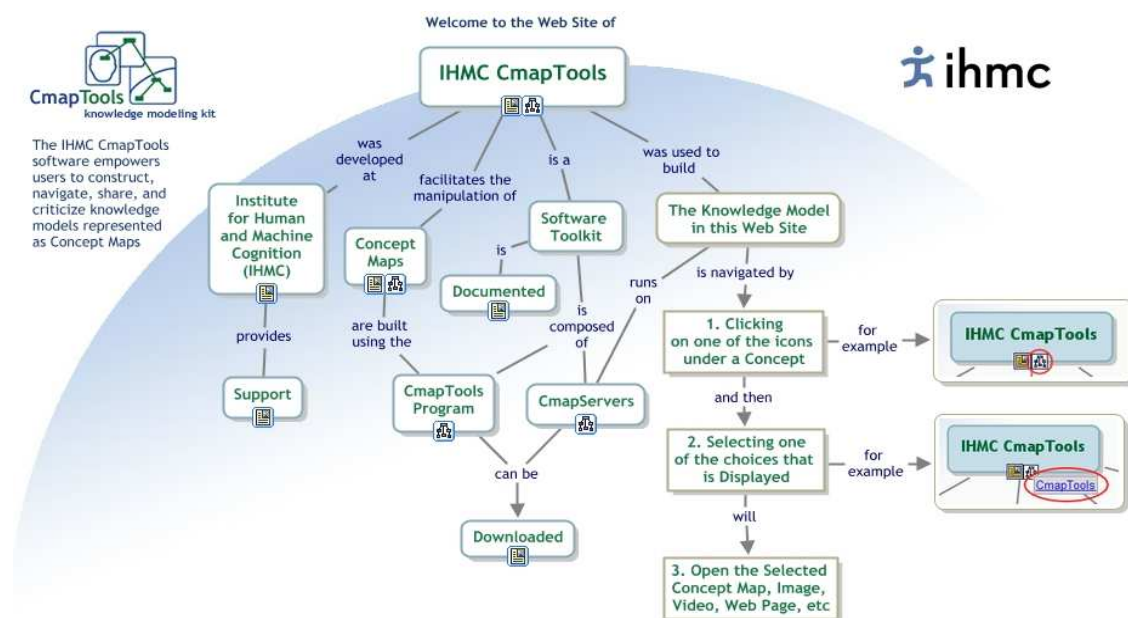 Welcome to the Web Site of
IHMC CmapTools
CmapTools
knowledge modeling kit
ihmc
The IHMC CmapTools
software empowers
users to construct,
navigate, share, and
criticize knowledge
models represented
as Concept Maps
was
developed
at
facilitates the
manipulation of
is a
was used to
build
Institute
for Human
and Machine
Cognition
(IHMC)
Concept
Maps
Software
Toolkit
The Knowledge Model
in this Web Site
is
Documented
runs
on
is navigated by
provides
are built
using the
is
composed
of
1. Clicking
on one of the icons
under a Concept
for
example
IHMC CmapTools
Support
CmapTools
Program
CmapServers
and then
2. Selecting one
of the choices that
is Displayed
for
example
IHMC CmapTools
CmapTools
can be
will
Downloaded
3. Open the Selected
Concept Map, Image,
Video, Web Page, etc